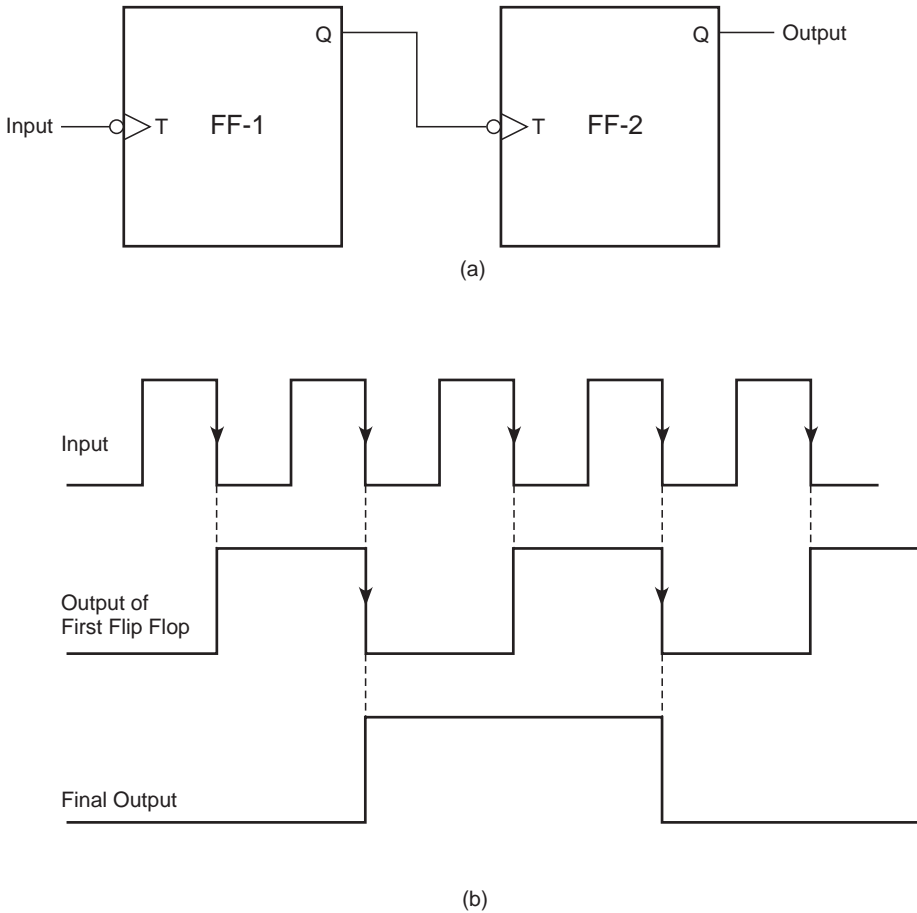 Q
Q
Output
Input
T
FF-1
T
FF-2
(a)
Input
Output of
First Flip Flop
Final Output
(b)